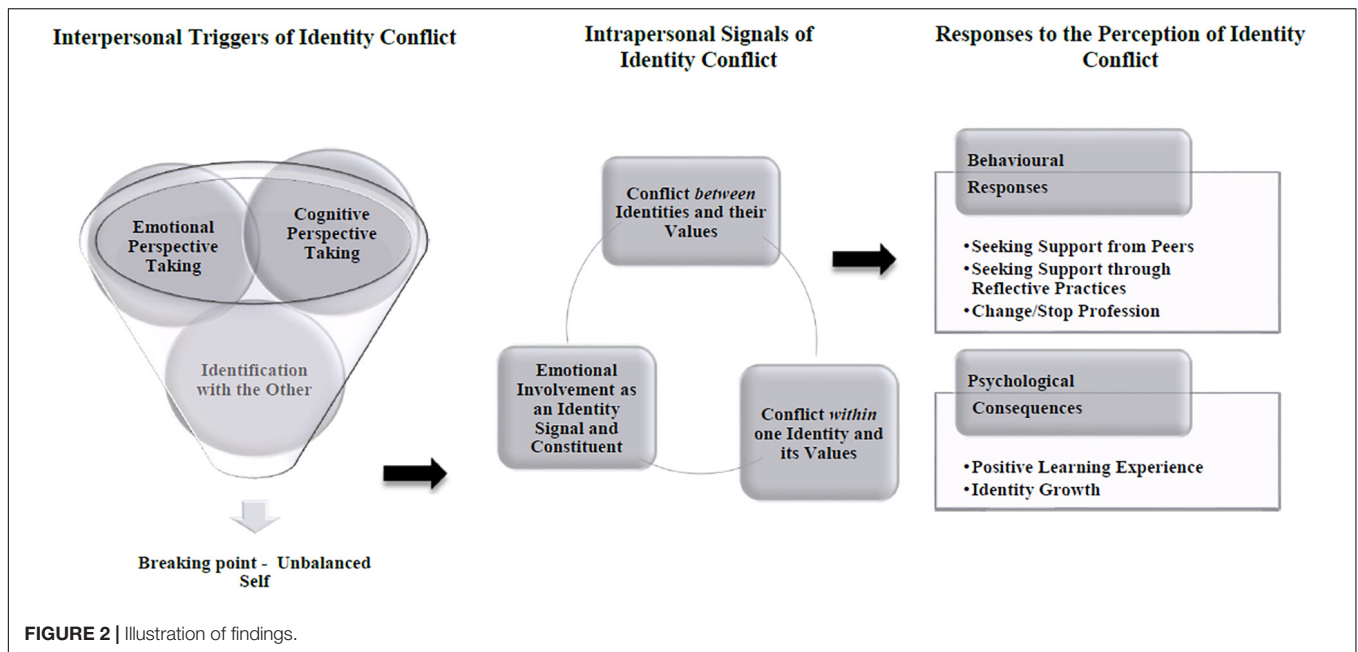 Interpersonal Triggers of Identity Conflict
Emotional
Perspective
Taking
Cognitive
Perspective
Taking
Identification
with the Other
Breaking point - Unbalanced
Self
Intrapersonal Signals of
Identity Conflict
Conflict between
Identities and their
Values
Emotional
Involvement as
an Identity
Signal and
Constituent
Conflict within
one Identity and
its Values
Responses to the Perception of Identity
Conflict
Behavioural
Responses
•Seeking Support from Peers
•Seeking Support through
Reflective Practices
•Change/Stop Profession
Psychological
Consequences
•Positive Learning Experience
•Identity Growth
FIGURE 2 | Illustration of findings.